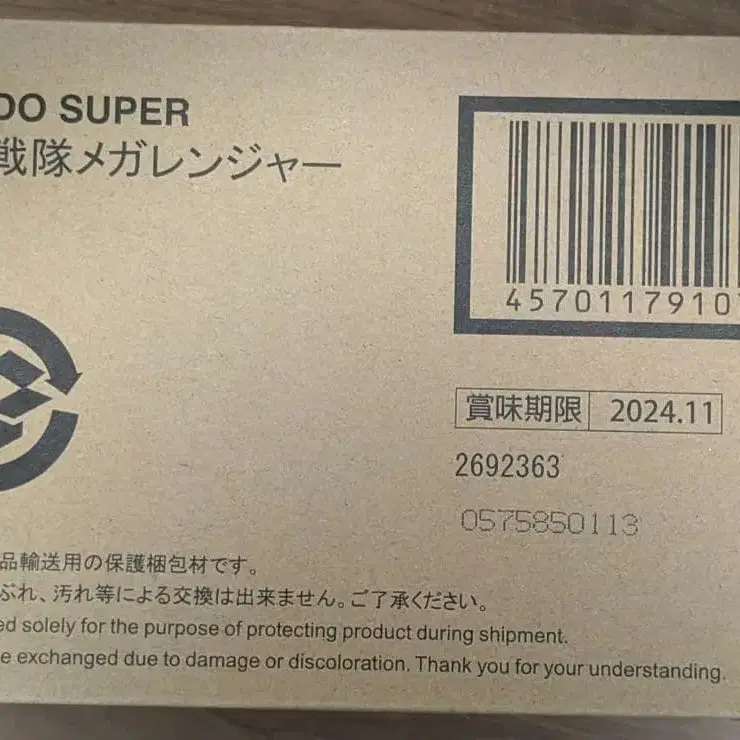 DO SUPER
戦隊メガレンジャー
4570117910
賞味期限 2024.11
2692363
0575850113
品輸送用の保護梱包材です。
ぶれ、汚れ等による交換は出来ません。ご了承ください。
ed solely for the purpose of protecting product during shipment.
e exchanged due to damage or discoloration. Thank you for your understanding.